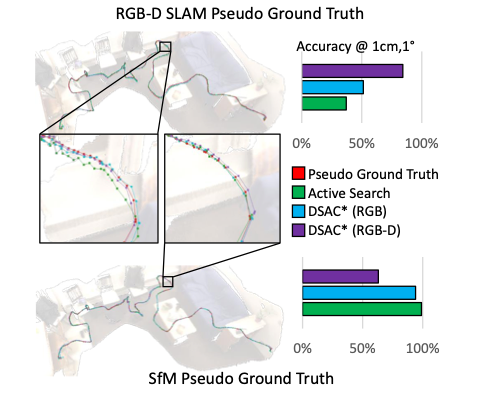 RGB-D SLAM Pseudo Ground Truth
Accuracy @ 1cm,1°
0% 50% 100%
Pseudo Ground Truth
Active Search
DSAC* (RGB)
DSAC* (RGB-D)
0% 50% 100%
SfM Pseudo Ground Truth